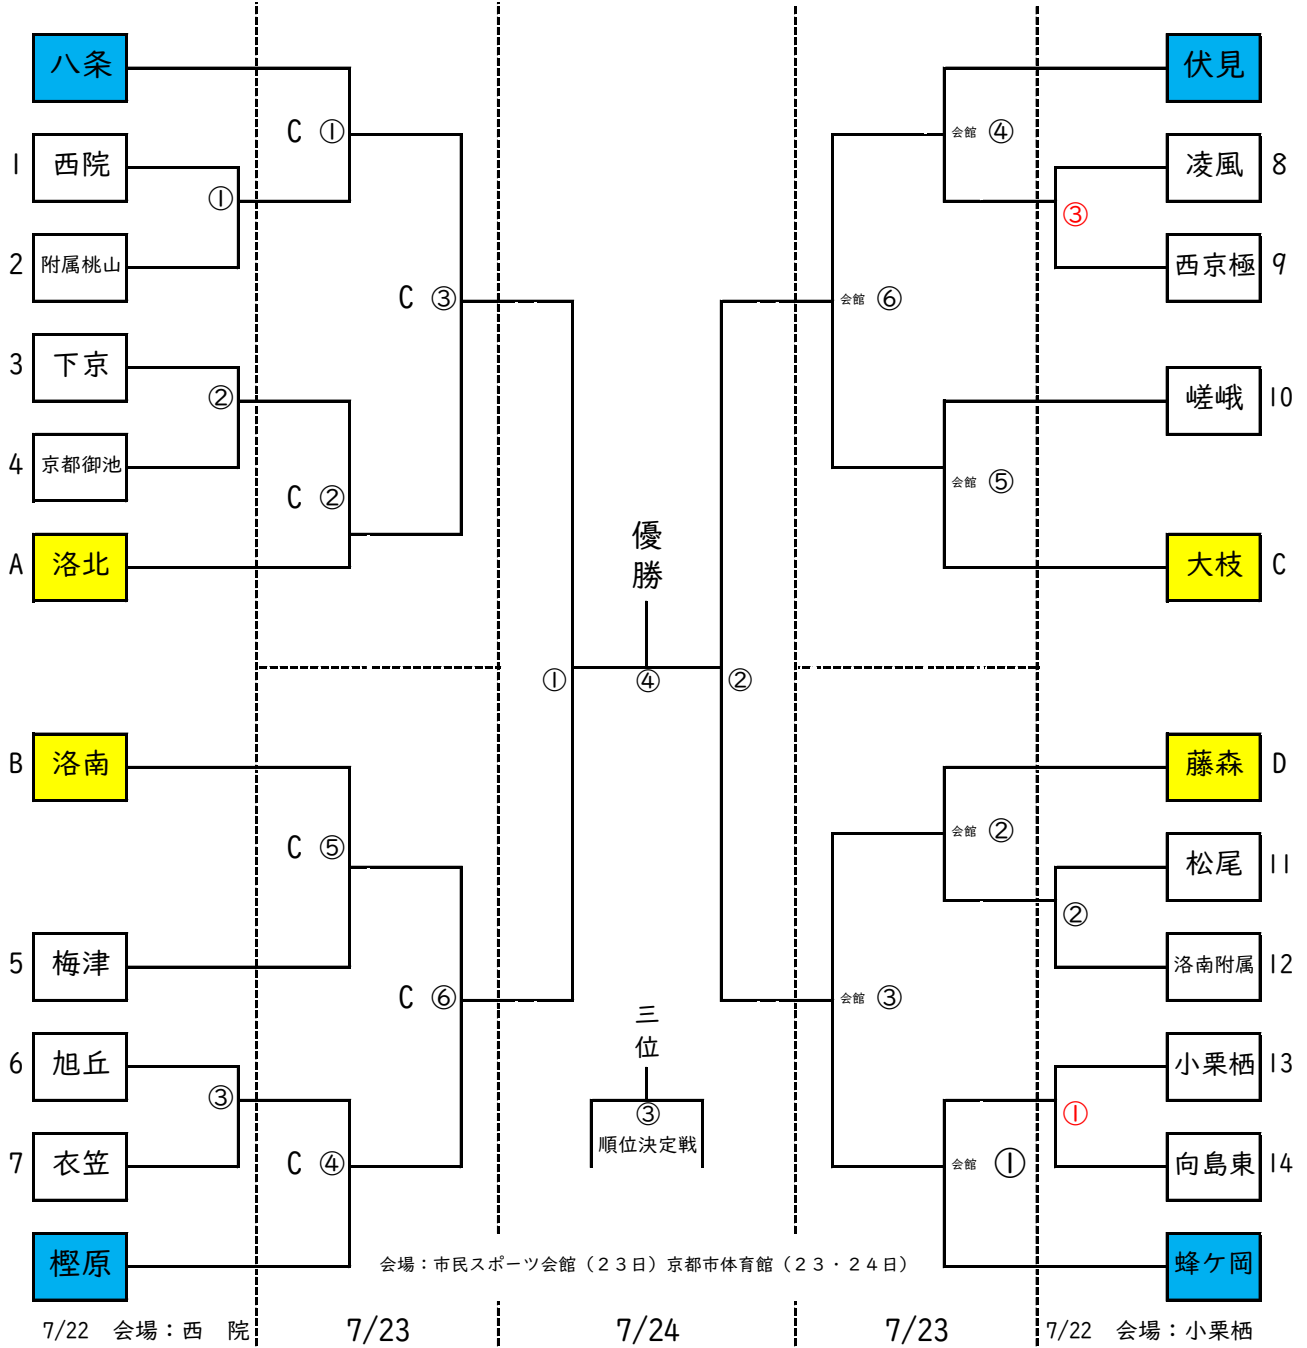 八条
C ①
1 西院
①
2 附属桃山
C ③
3 下京
②
4 京都御池
C ②
A 洛北
B 洛南
C ⑤
5 梅津
C ⑥
6 旭丘
③
7 衣笠
C ④
樫原
優勝
① ④ ②
三位
③
順位決定戦
伏見
会館 ④
凌風 8
③
西京極 9
会館 ⑥
嵯峨 10
会館 ⑤
大枝 C
藤森 D
会館 ②
松尾 11
②
洛南附属 12
会館 ③
小栗栖 13
①
向島東 14
会館 ①
蜂ケ岡
会場：市民スポーツ会館（２３日）京都市体育館（２３・２４日）
7/22 会場：西　院
7/23
7/24
7/23
7/22 会場：小栗栖